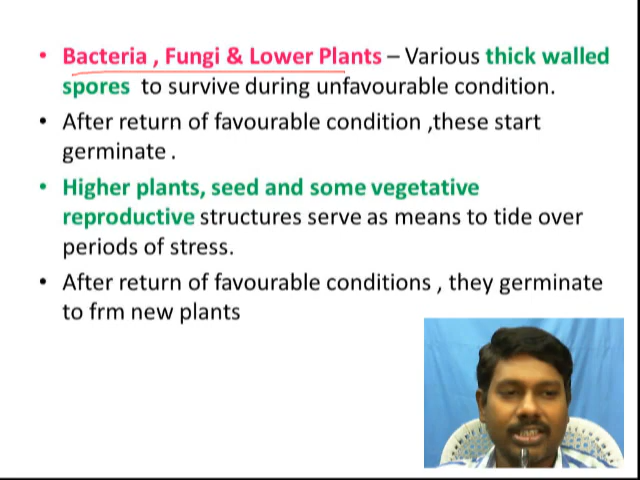 • Bacteria , Fungi & Lower Plants – Various thick walled
spores to survive during unfavourable condition.
• After return of favourable condition ,these start
germinate .
• Higher plants, seed and some vegetative
reproductive structures serve as means to tide over
periods of stress.
• After return of favourable conditions , they germinate
to frm new plants